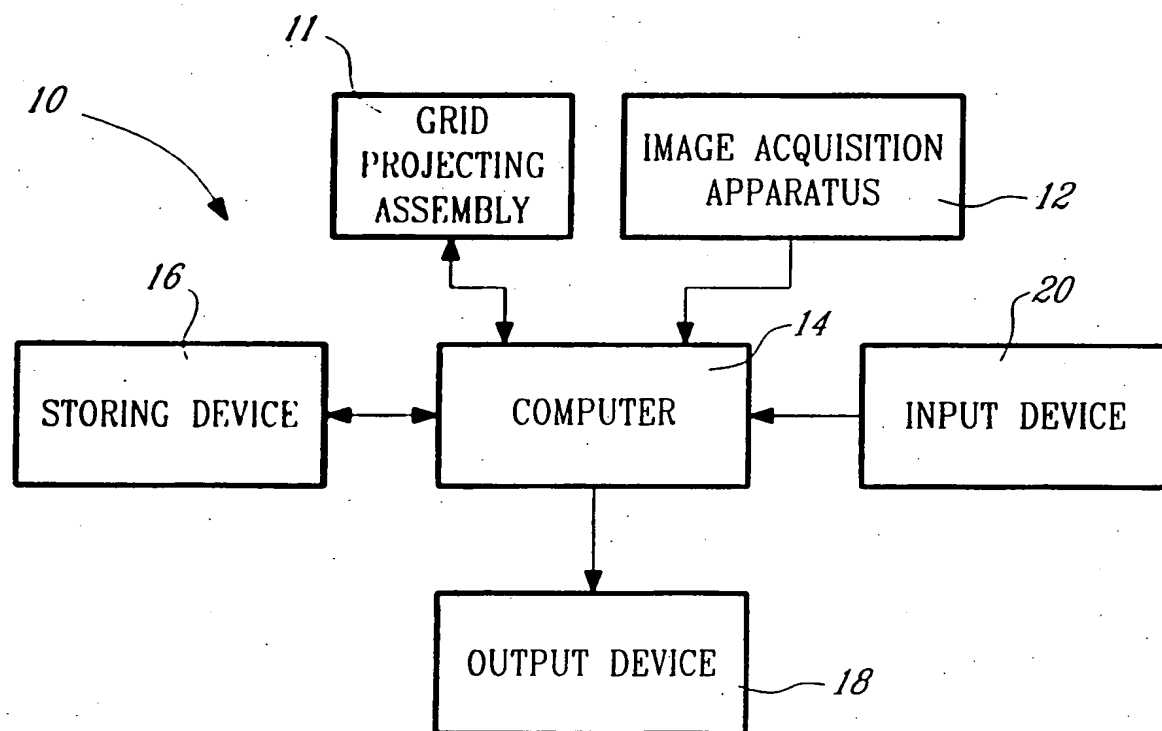 11
10
GRID
PROJECTING
ASSEMBLY
IMAGE ACQUISITION
APPARATUS
12
16
14
20
STORING DEVICE
COMPUTER
INPUT DEVICE
OUTPUT DEVICE
18